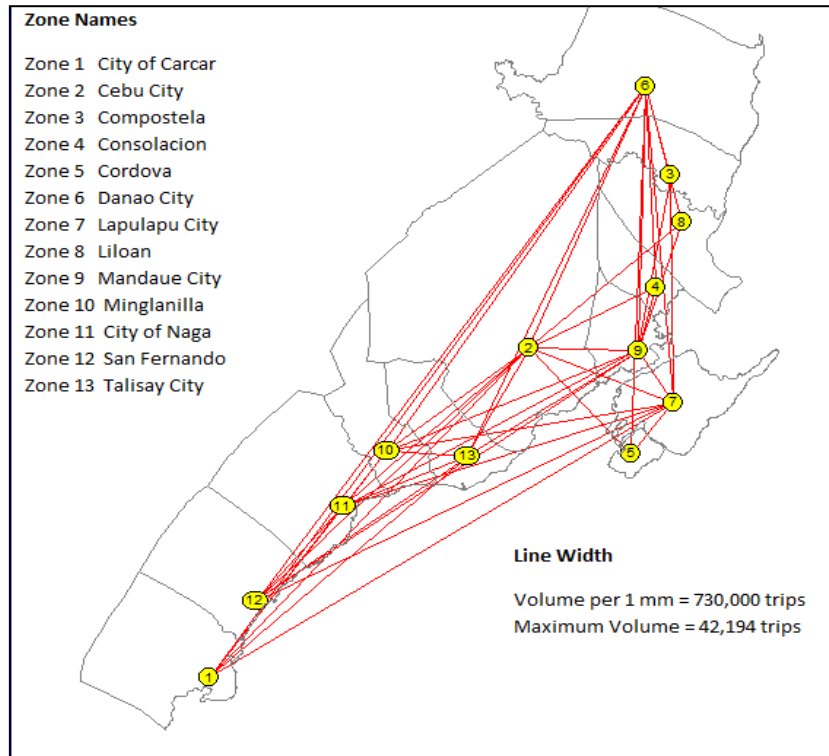 Zone Names
Zone 1 City of Carcar
Zone 2 Cebu City
Zone 3 Compostela
Zone 4 Consolacion
Zone 5 Cordova
Zone 6 Danao City
Zone 7 Lapulapu City
Zone 8 Liloan
Zone 9 Mandaue City
Zone 10 Minglanilla
Zone 11 City of Naga
Zone 12 San Fernando
Zone 13 Talisay City
6
3
8
4
2
9
7
10
13
5
11
12
1
Line Width
Volume per 1 mm = 730,000 trips
Maximum Volume = 42,194 trips